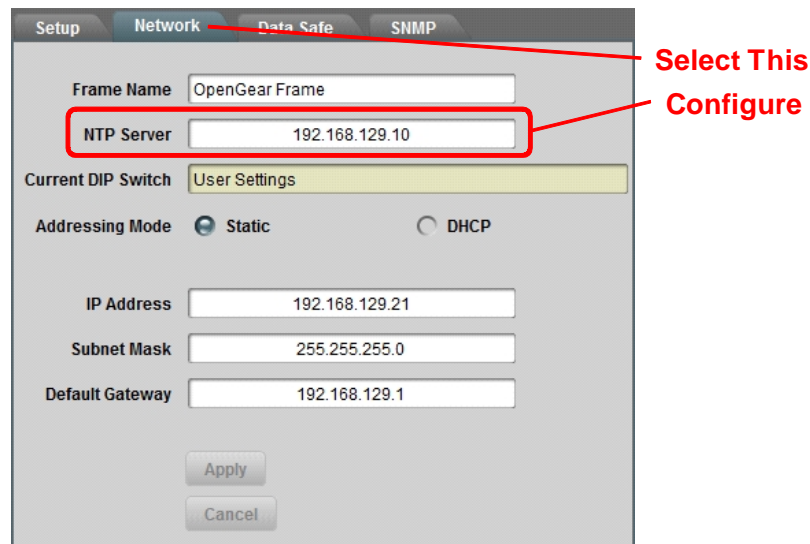 Setup Network Data Safe SNMP
Select This
Frame Name OpenGear Frame
Configure
NTP Server 192.168.129.10
Current DIP Switch User Settings
Addressing Mode Static DHCP
IP Address 192.168.129.21
Subnet Mask 255.255.255.0
Default Gateway 192.168.129.1
Apply
Cancel